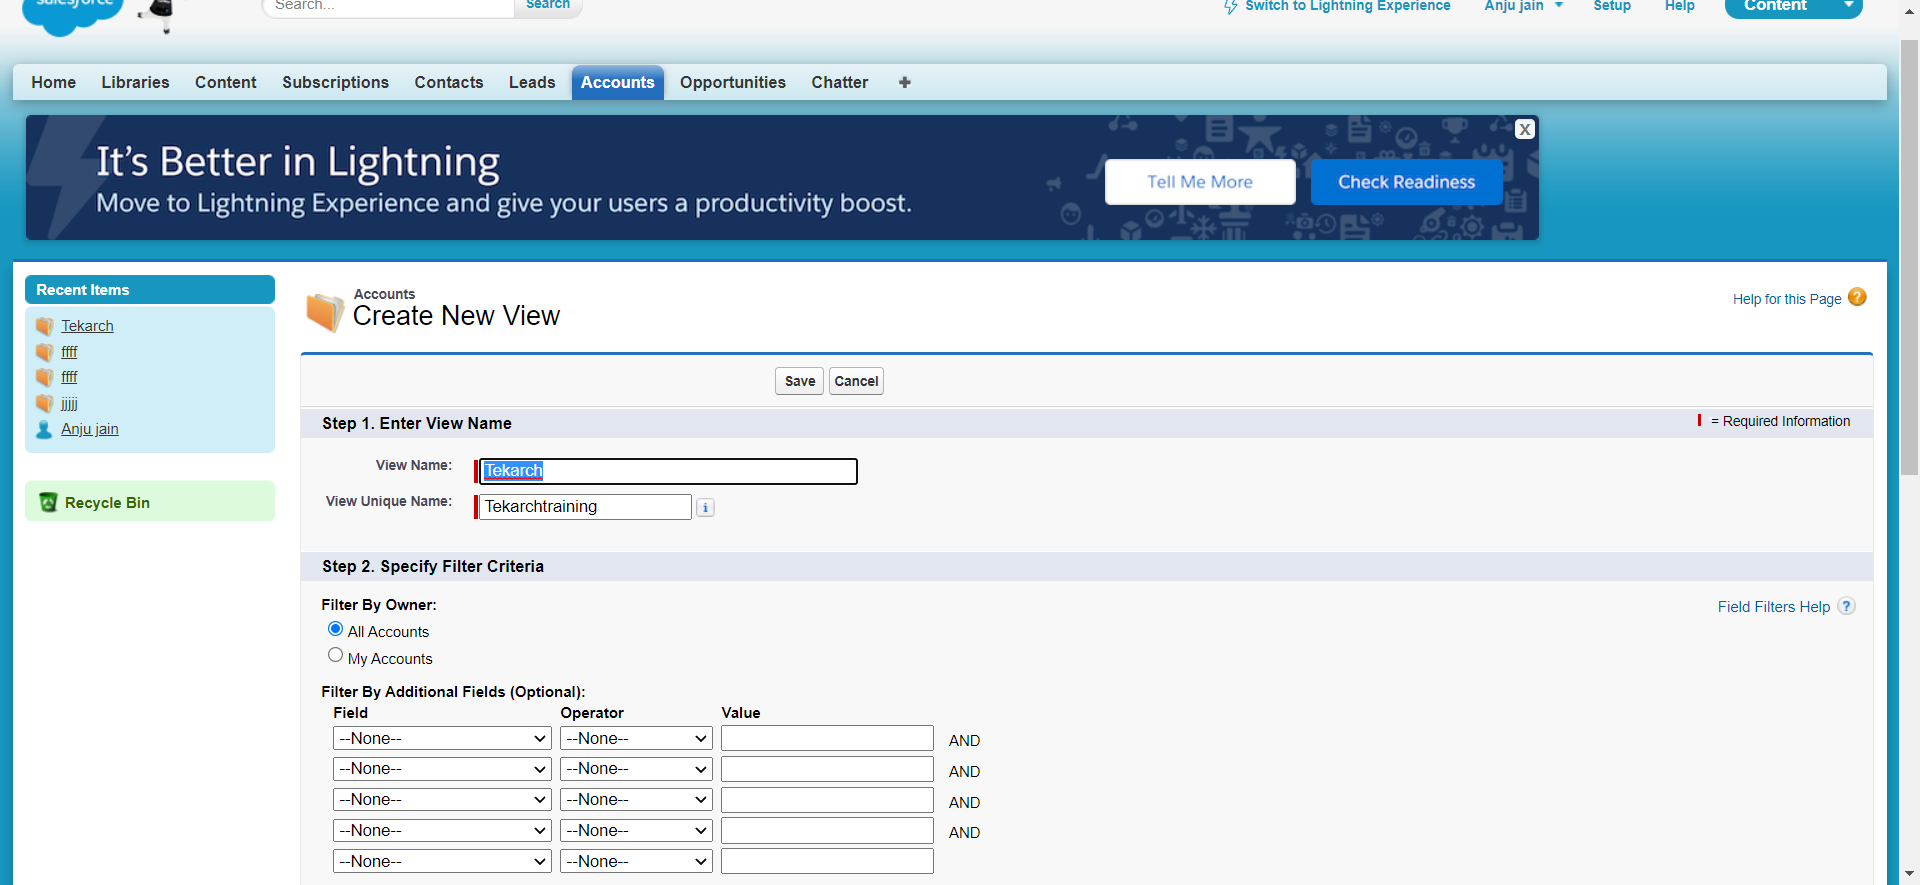 salesforce
Search...
Search
Switch to Lightning Experience
Anju jain
Setup
Help
Content
Home
Libraries
Content
Subscriptions
Contacts
Leads
Accounts
Opportunities
Chatter
It's Better in Lightning
Move to Lightning Experience and give your users a productivity boost.
Tell Me More
Check Readiness
X
Recent Items
Tekarch
ffff
ffff
jjjjj
Anju jain
Recycle Bin
Accounts
Create New View
Help for this Page ?
Save
Cancel
Step 1. Enter View Name
= Required Information
View Name:
Tekarch
View Unique Name:
Tekarchtraining
i
Step 2. Specify Filter Criteria
Filter By Owner:
Field Filters Help ?
All Accounts
My Accounts
Filter By Additional Fields (Optional):
Field Operator Value
--None-- --None-- AND
--None-- --None-- AND
--None-- --None-- AND
--None-- --None-- AND
--None-- --None--